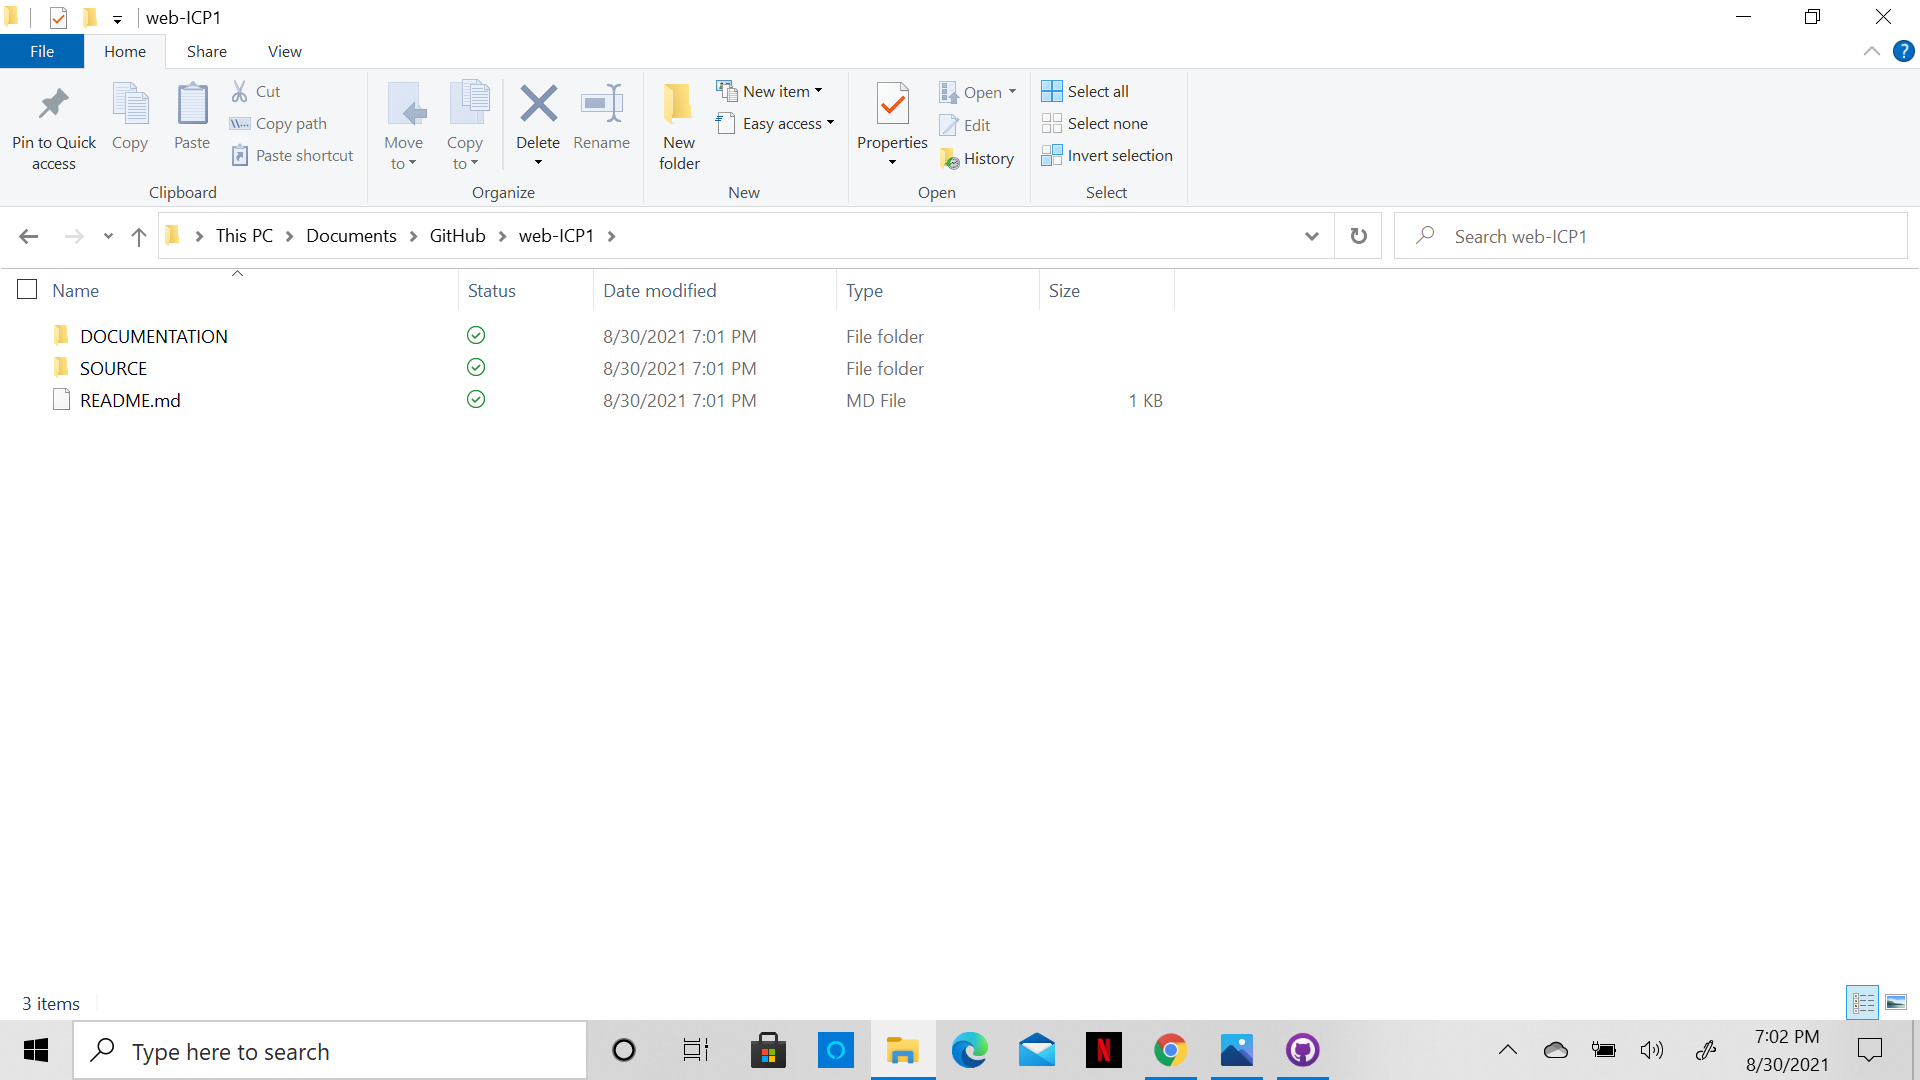 web-ICP1
File Home Share View
Pin to Quick access
Copy
Paste
Cut
Copy path
Paste shortcut
Clipboard
Move to
Copy to
Delete
Rename
Organize
New folder
New item
Easy access
New
Properties
Open
Edit
History
Open
Select all
Select none
Invert selection
Select
This PC Documents GitHub web-ICP1
Search web-ICP1
Name Status Date modified Type Size
DOCUMENTATION 8/30/2021 7:01 PM File folder
SOURCE 8/30/2021 7:01 PM File folder
README.md 8/30/2021 7:01 PM MD File 1 KB
3 items
Type here to search
N
7:02 PM
8/30/2021